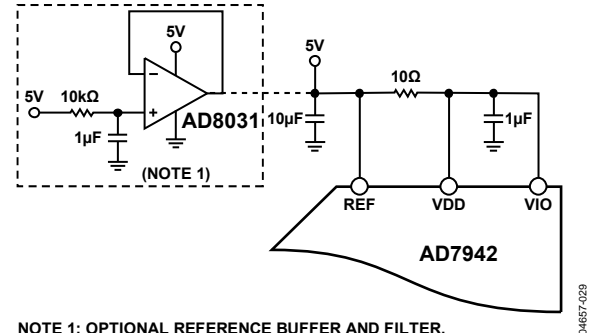 5V
5V
5V
10kΩ
10Ω
−
+
AD8031
10µF
1µF
1µF
(NOTE 1)
REF
VDD
VIO
AD7942
NOTE 1: OPTIONAL REFERENCE BUFFER AND FILTER.
04657-029